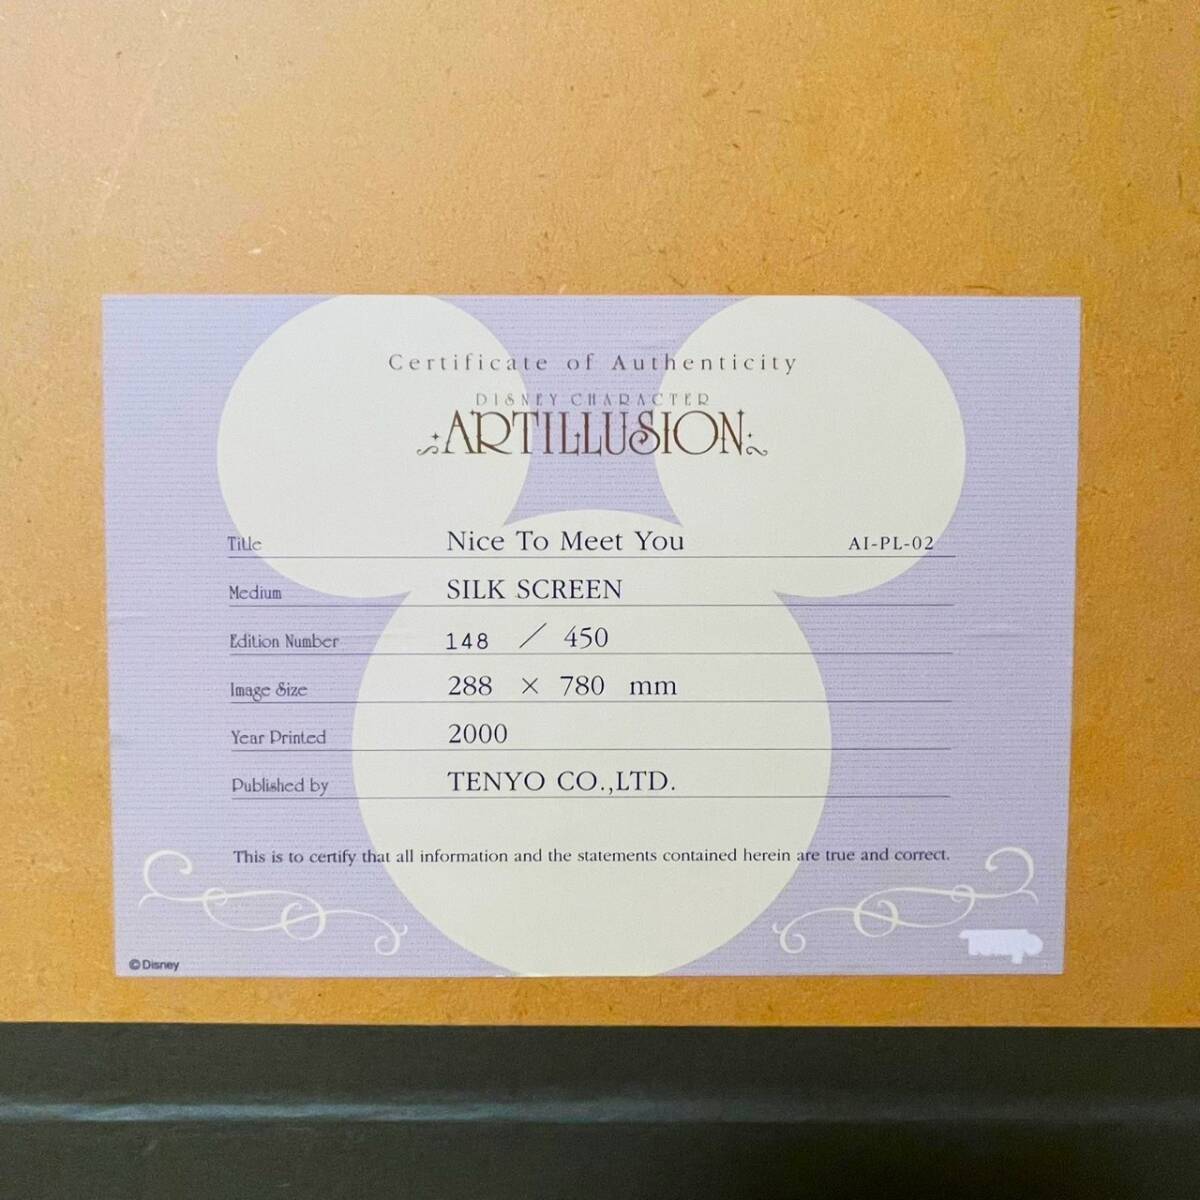 Certificate of Authenticity
DISNEY CHARACTER
ARTILLUSION
Title Nice To Meet You AI-PL-02
Medium SILK SCREEN
Edition Number 148 / 450
Image Size 288 × 780 mm
Year Printed 2000
Published by TENYO CO.,LTD.
This is to certify that all information and the statements contained herein are true and correct.
© Disney